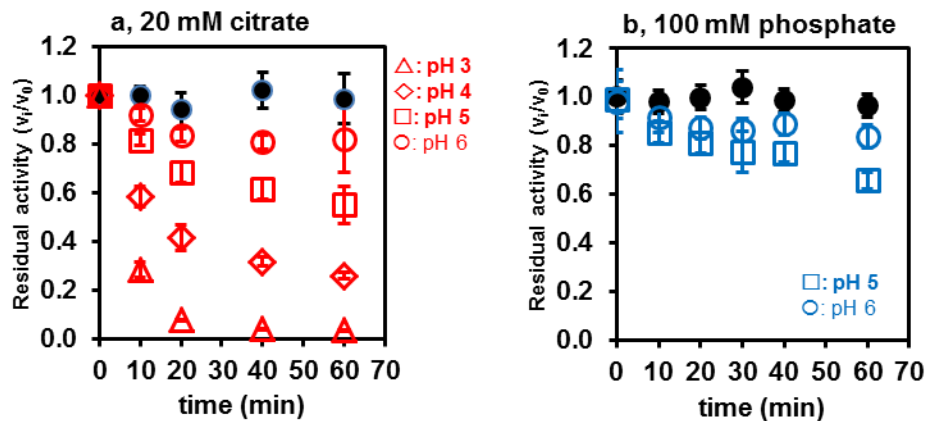 a, 20 mM citrate
Residual activity (vi/v0)
1.2
1.0
0.8
0.6
0.4
0.2
0.0
0 10 20 30 40 50 60 70
time (min)
: pH 3
: pH 4
: pH 5
: pH 6
b, 100 mM phosphate
Residual activity (vi/v0)
1.2
1.0
0.8
0.6
0.4
0.2
0.0
0 10 20 30 40 50 60 70
time (min)
: pH 5
: pH 6